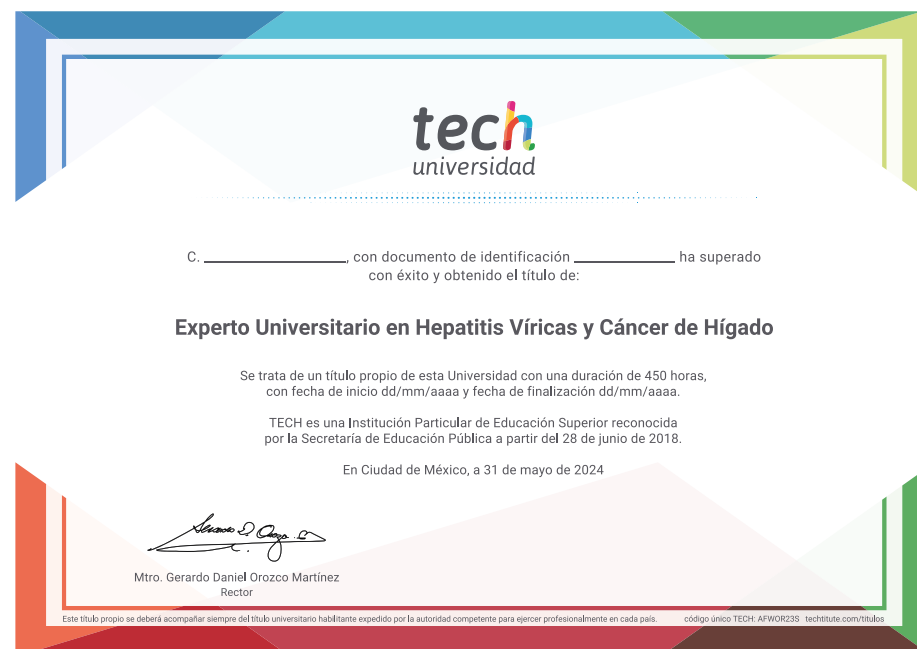 tech
universidad
C. ____________, con documento de identificación ____________ ha superado
con éxito y obtenido el título de:
Experto Universitario en Hepatitis Víricas y Cáncer de Hígado
Se trata de un título propio de esta Universidad con una duración de 450 horas,
con fecha de inicio dd/mm/aaaa y fecha de finalización dd/mm/aaaa.
TECH es una Institución Particular de Educación Superior reconocida
por la Secretaría de Educación Pública a partir del 28 de junio de 2018.
En Ciudad de México, a 31 de mayo de 2024
Mtro. Gerardo Daniel Orozco Martínez
Rector
Este título propio se deberá acompañar siempre del título universitario habilitante expedido por la autoridad competente para ejercer profesionalmente en cada país. código único TECH: AFWOR23S techtitute.com/titulos